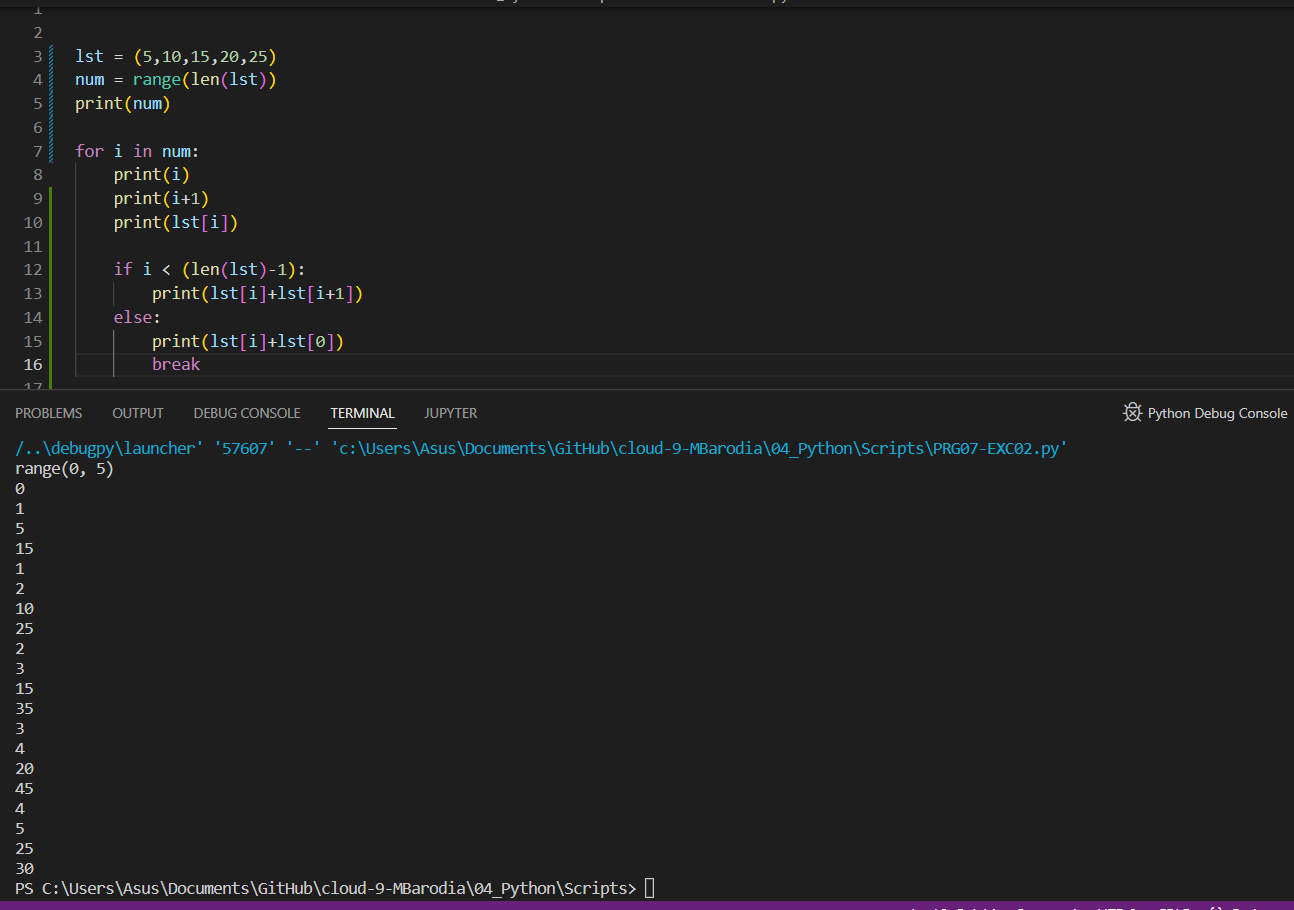 1
2
3 lst = (5,10,15,20,25)
4 num = range(len(lst))
5 print(num)
6
7 for i in num:
8     print(i)
9     print(i+1)
10     print(lst[i])
11
12     if i < (len(lst)-1):
13         print(lst[i]+lst[i+1])
14     else:
15         print(lst[i]+lst[0])
16         break
17
PROBLEMS OUTPUT DEBUG CONSOLE TERMINAL JUPYTER Python Debug Console
/..\debugpy\launcher' '57607' '--' 'c:\Users\Asus\Documents\GitHub\cloud-9-MBarodia\04_Python\Scripts\PRG07-EXC02.py'
range(0, 5)
0
1
5
15
1
2
10
25
2
3
15
35
3
4
20
45
4
5
25
30
PS C:\Users\Asus\Documents\GitHub\cloud-9-MBarodia\04_Python\Scripts>